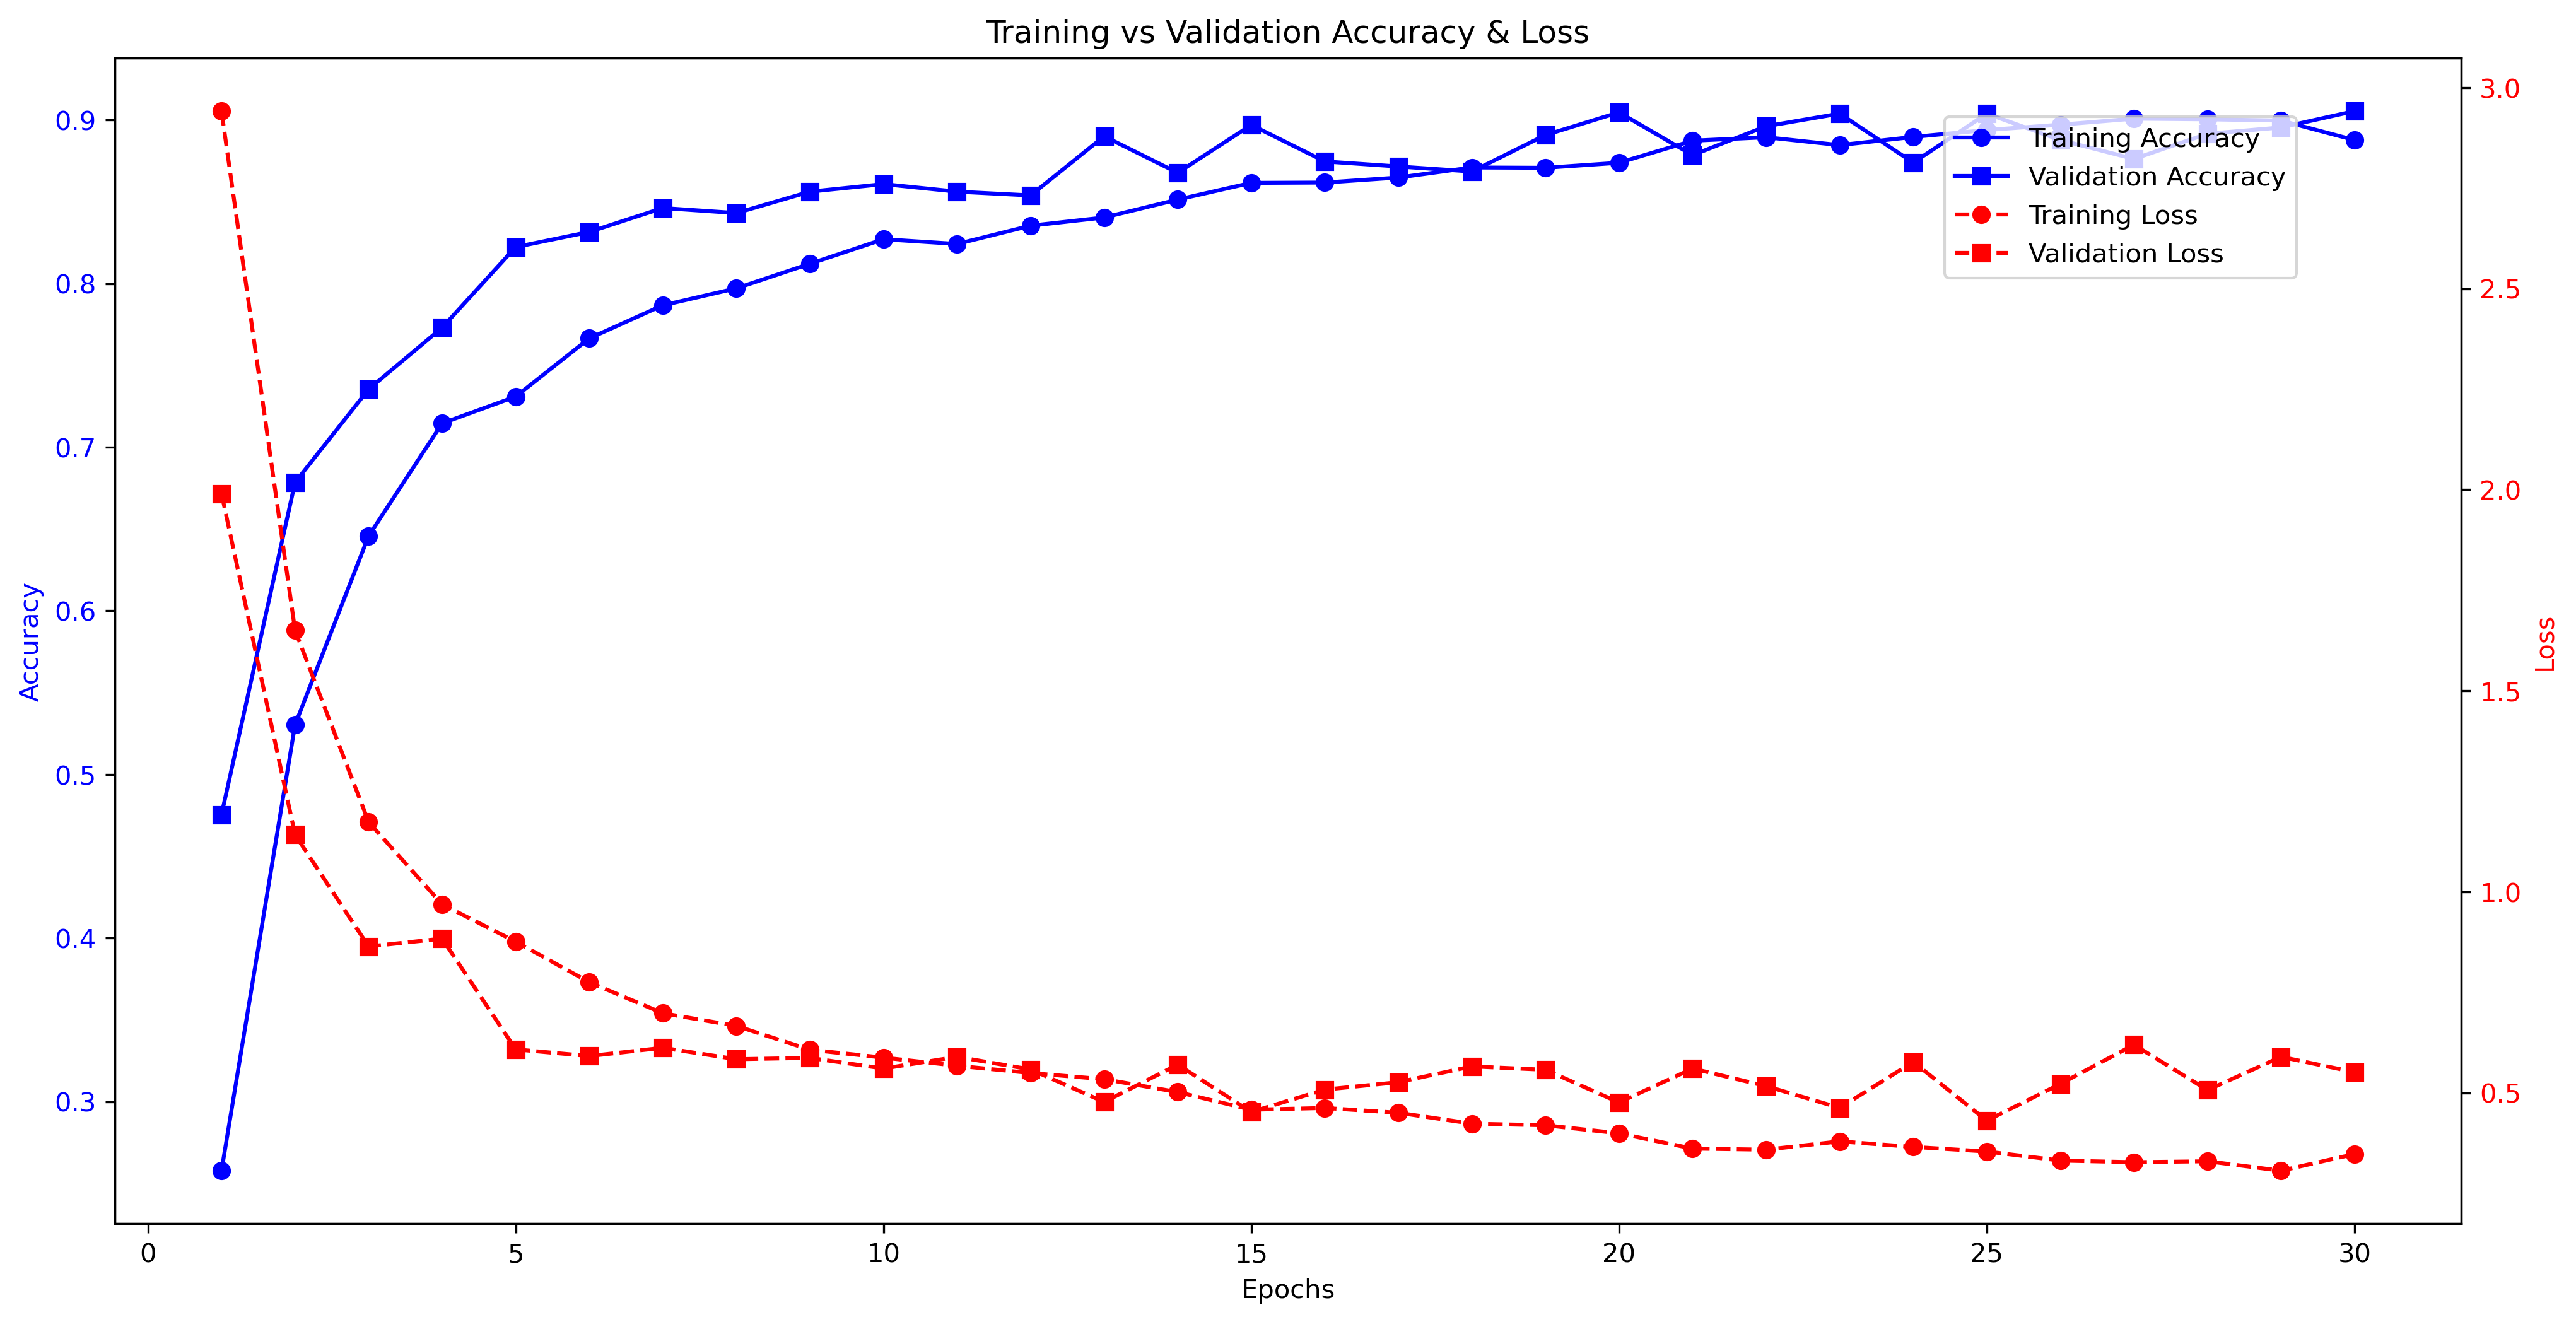 Training vs Validation Accuracy & Loss
Accuracy
0.9
0.8
0.7
0.6
0.5
0.4
0.3
3.0
2.5
2.0
1.5
1.0
0.5
Loss
Training Accuracy
Validation Accuracy
Training Loss
Validation Loss
0 5 10 15 20 25 30
Epochs